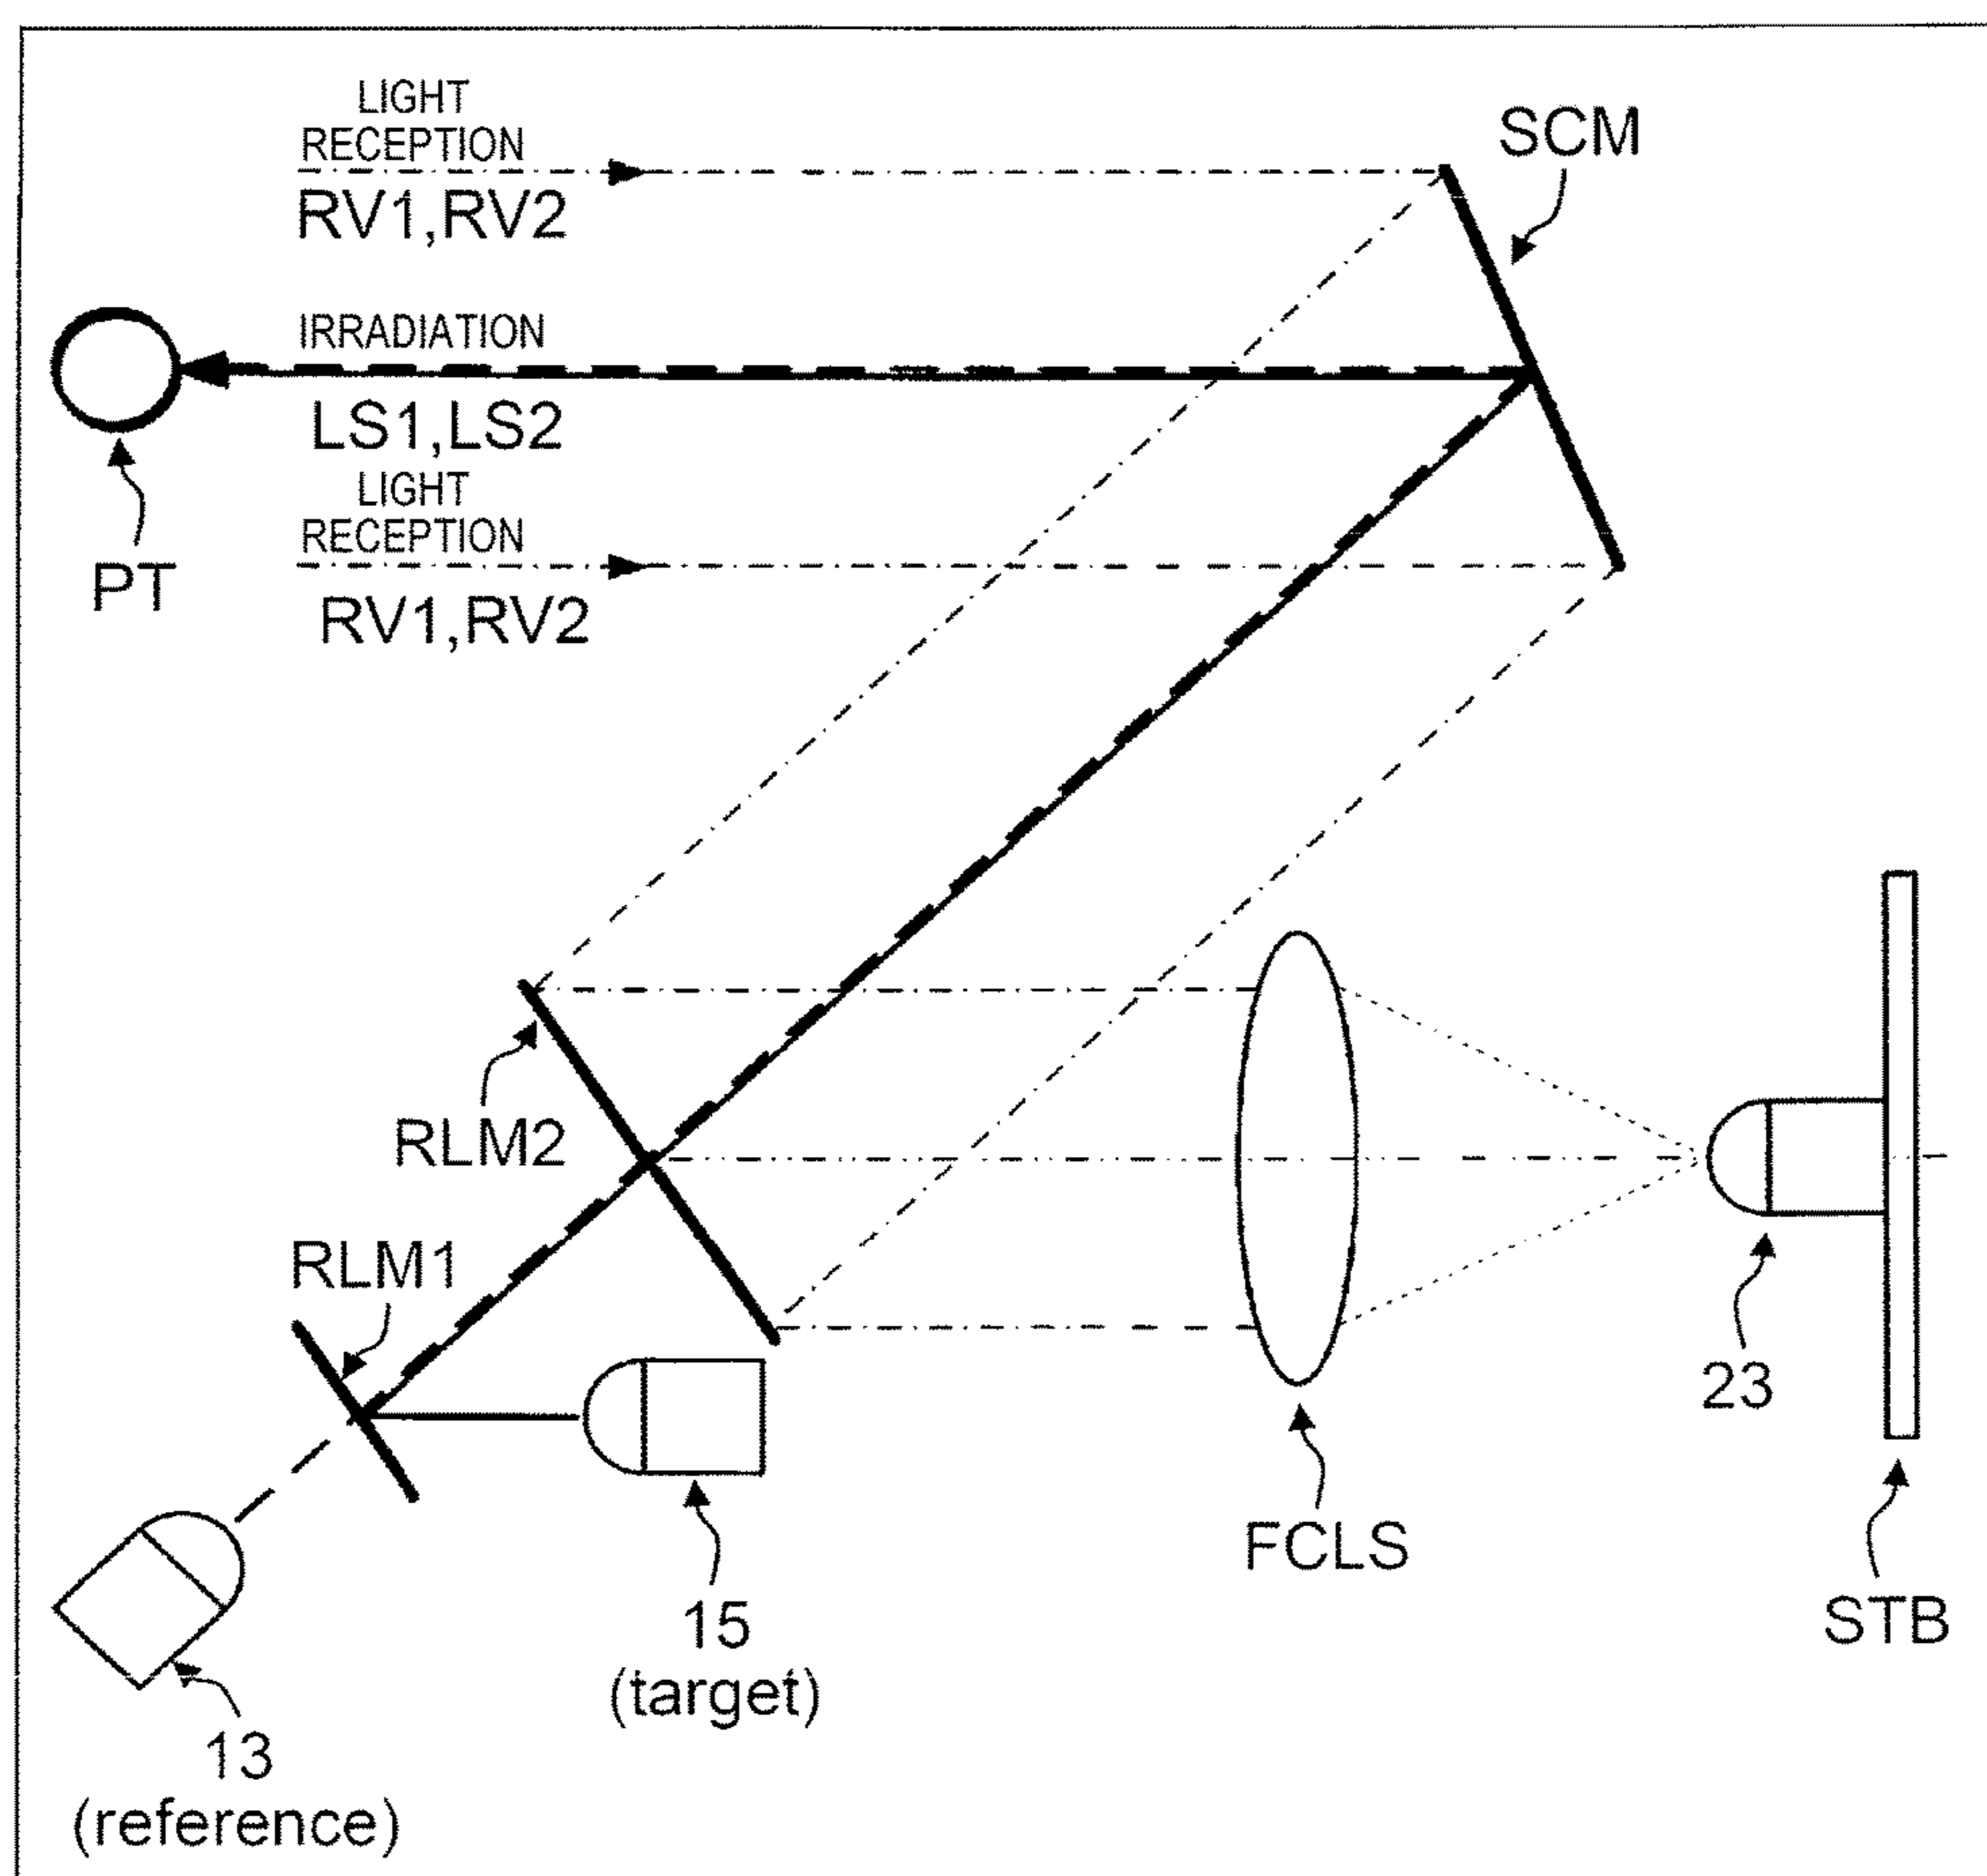 LIGHT
RECEPTION
RV1,RV2
SCM
IRRADIATION
LS1,LS2
LIGHT
RECEPTION
RV1,RV2
PT
RLM2
RLM1
23
FCLS
STB
15
(target)
13
(reference)